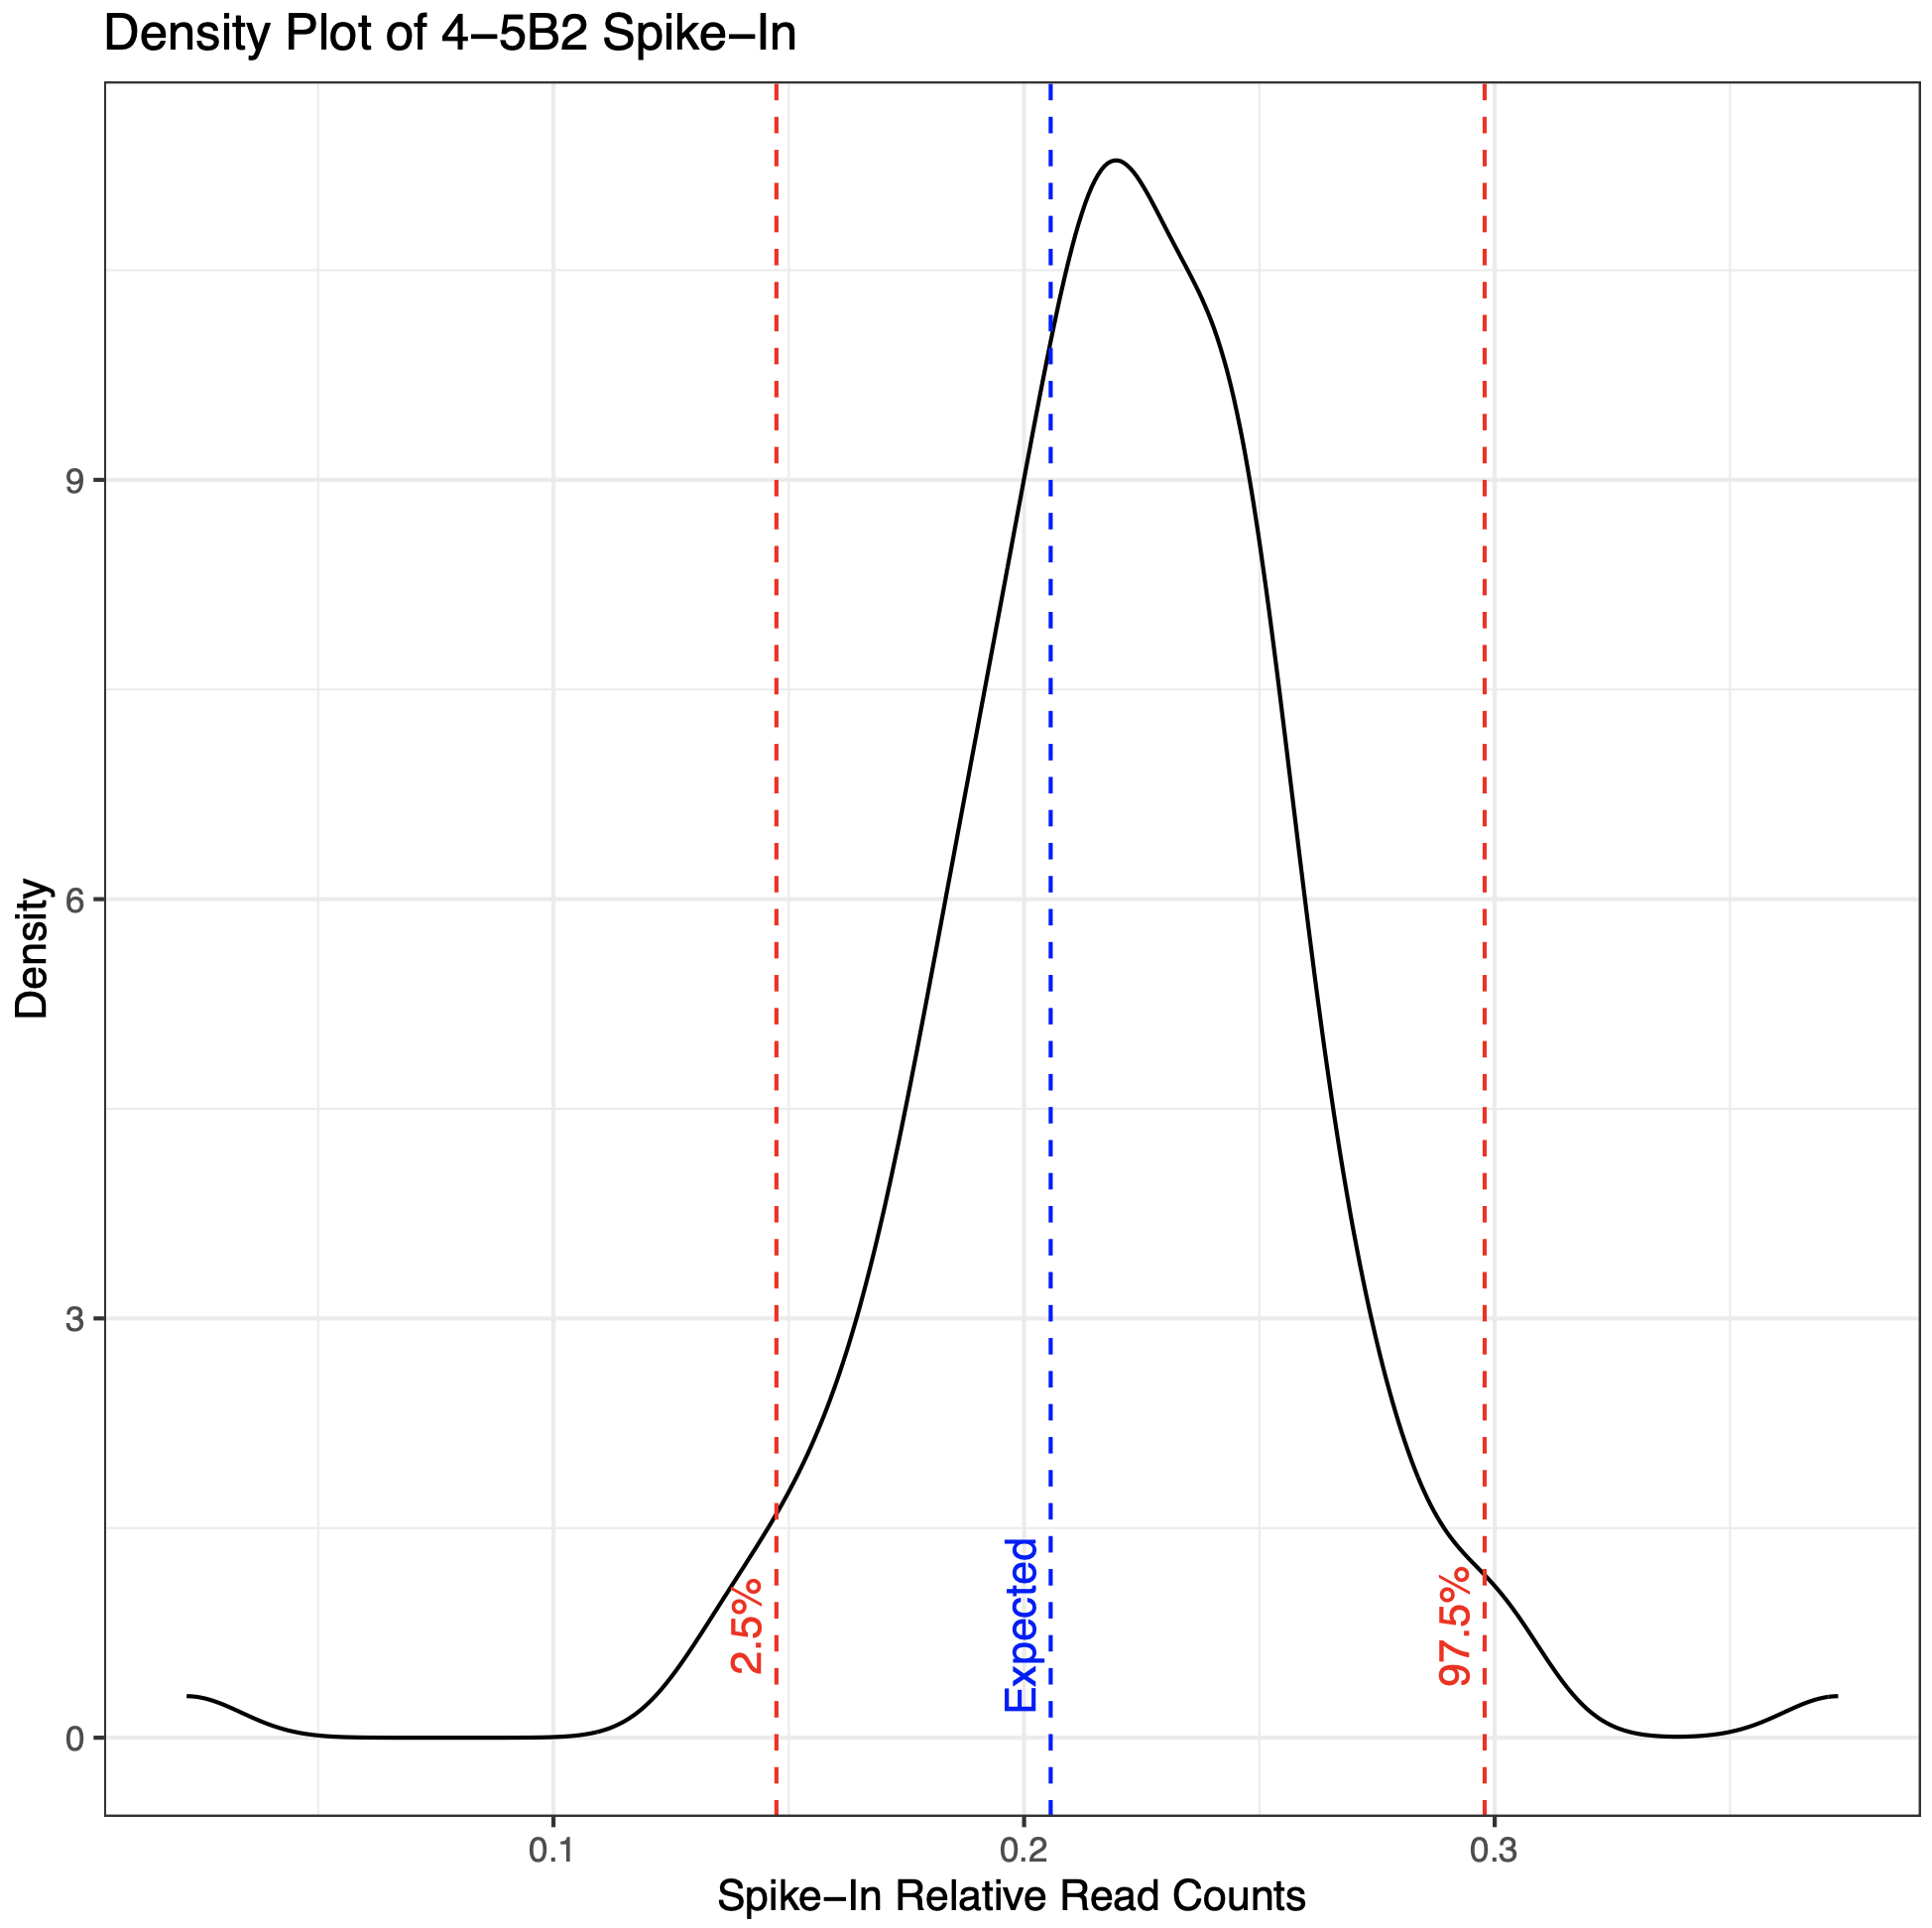 Density Plot of 4−5B2 Spike−In
Density
9
6
3
0
2.5%
Expected
97.5%
0.1
0.2
0.3
Spike−In Relative Read Counts